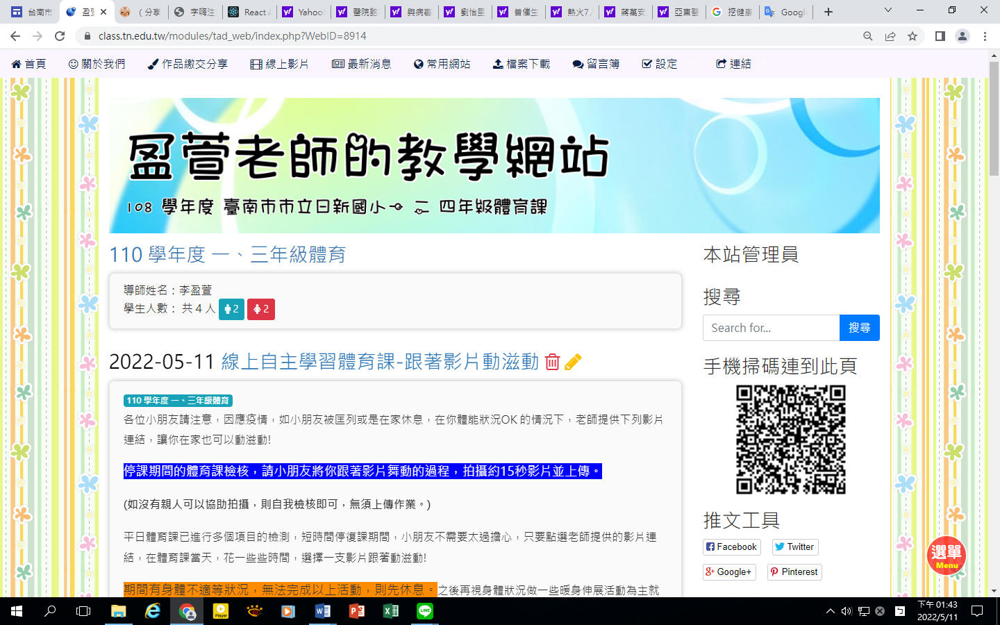 台南市
盈
（ 分享
字嗨注
React
Yahoo
醫院說
與病毒
劉怡里
曾催生
熱火7
蔣萬安
亞東醫
挖健康
Googl
class.tn.edu.tw/modules/tad_web/index.php?WebID=8914
首頁 關於我們 作品繳交分享 線上影片 最新消息 常用網站 檔案下載 留言簿 設定 連結
盈萱老師的教學網站
108 學年度 臺南市市立日新國小一 二 四年級體育課
110 學年度 一、三年級體育
導師姓名：李盈萱
學生人數： 共 4 人 2 2
2022-05-11 線上自主學習體育課-跟著影片動滋動
110 學年度 一、三年級體育
各位小朋友請注意，因應疫情，如小朋友被匡列或是在家休息，在你體能狀況OK 的情況下，老師提供下列影片
連結，讓你在家也可以動滋動!
停課期間的體育課檢核，請小朋友將你跟著影片舞動的過程，拍攝約15秒影片並上傳。
(如沒有親人可以協助拍攝，則自我檢核即可，無須上傳作業。)
平日體育課已進行多個項目的檢測，短時間停復課期間，小朋友不需要太過擔心，只要點選老師提供的影片連
結，在體育課當天，花一些些時間，選擇一支影片跟著動滋動!
期間有身體不適等狀況，無法完成以上活動，則先休息。之後再視身體狀況做一些暖身伸展活動為主就
本站管理員
搜尋
Search for... 搜尋
手機掃碼連到此頁
推文工具
Facebook Twitter
Google+ Pinterest
選單
Menu
Player
LINE
下午 01:43
2022/5/11